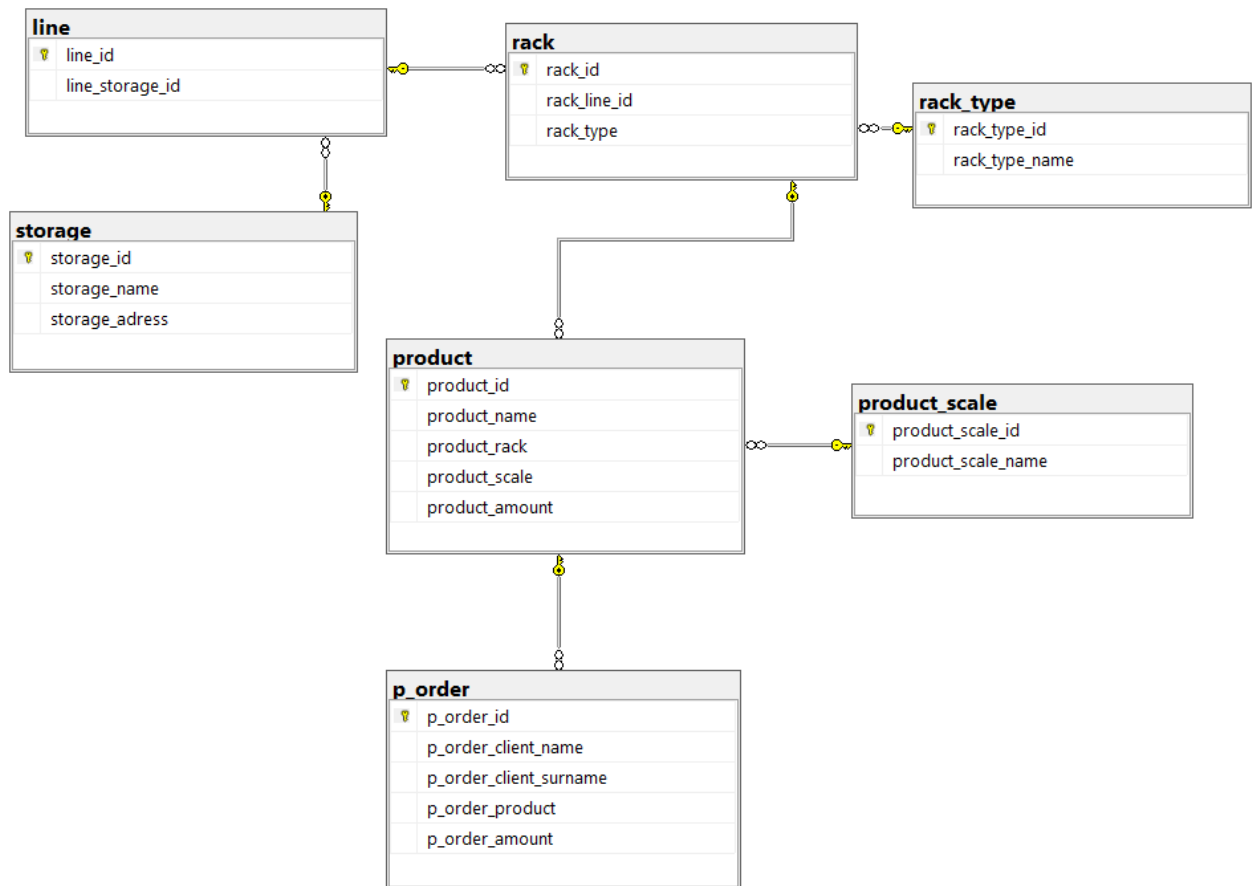 line
line_id
line_storage_id
rack
rack_id
rack_line_id
rack_type
rack_type
rack_type_id
rack_type_name
storage
storage_id
storage_name
storage_adress
product
product_id
product_name
product_rack
product_scale
product_amount
product_scale
product_scale_id
product_scale_name
p_order
p_order_id
p_order_client_name
p_order_client_surname
p_order_product
p_order_amount